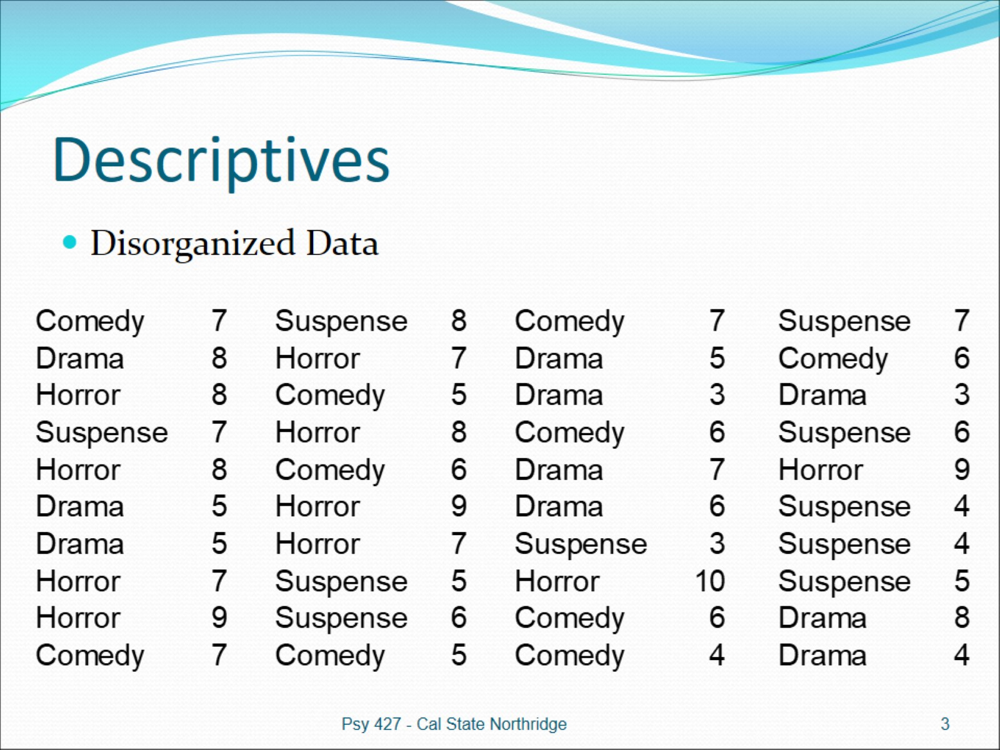 Descriptives
Disorganized Data
Comedy 7 Suspense 8 Comedy 7 Suspense 7
Drama 8 Horror 7 Drama 5 Comedy 6
Horror 8 Comedy 5 Drama 3 Drama 3
Suspense 7 Horror 8 Comedy 6 Suspense 6
Horror 8 Comedy 6 Drama 7 Horror 9
Drama 5 Horror 9 Drama 6 Suspense 4
Drama 5 Horror 7 Suspense 3 Suspense 4
Horror 7 Suspense 5 Horror 10 Suspense 5
Horror 9 Suspense 6 Comedy 6 Drama 8
Comedy 7 Comedy 5 Comedy 4 Drama 4
Psy 427 - Cal State Northridge 3